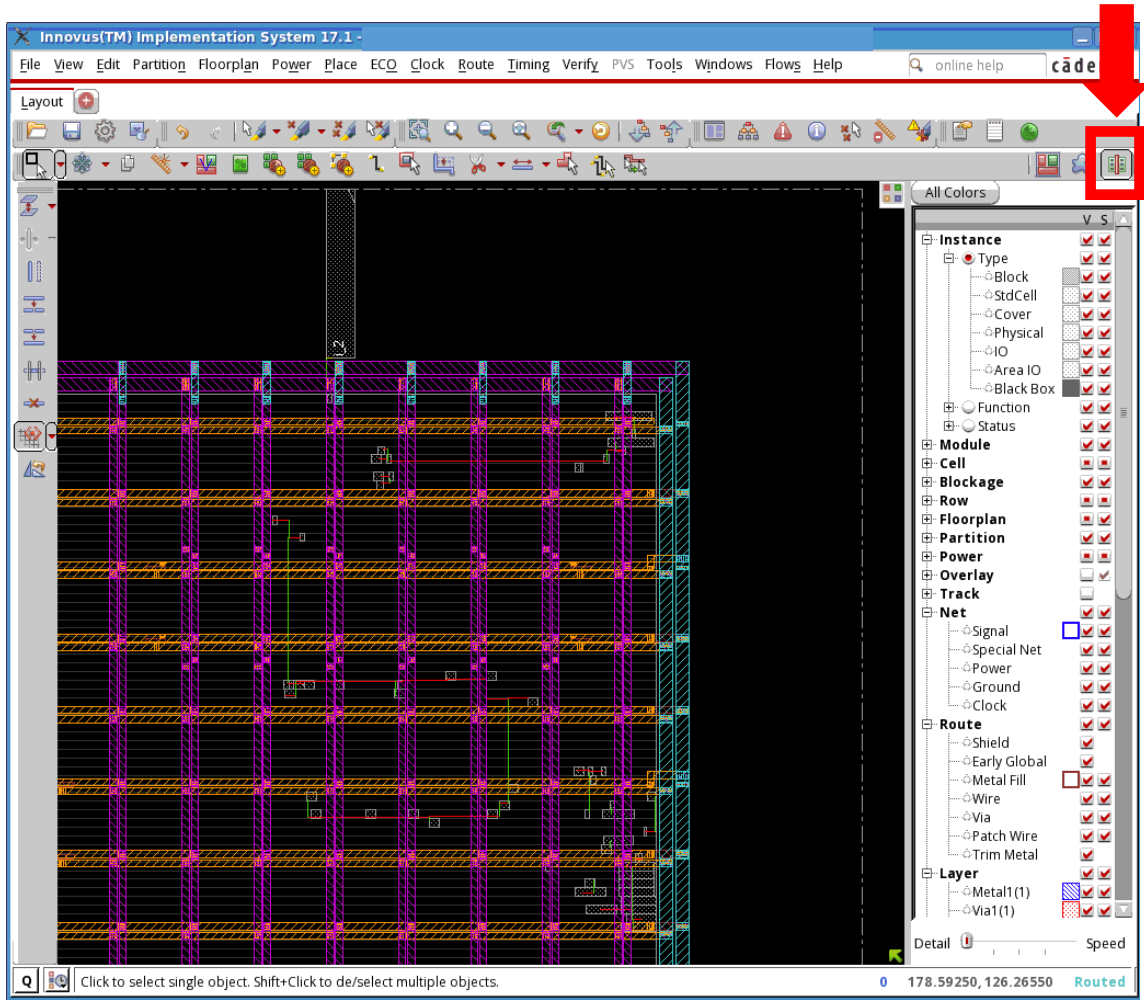 Innovus(TM) Implementation System 17.1 -
File View Edit Partition Floorplan Power Place ECO Clock Route Timing Verify PVS Tools Windows Flows Help
online help
Layout
All Colors
V S
Instance
Type
Block
StdCell
Cover
Physical
IO
Area IO
Black Box
Function
Status
Module
Cell
Blockage
Row
Floorplan
Partition
Power
Overlay
Track
Net
Signal
Special Net
Power
Ground
Clock
Route
Shield
Early Global
Metal Fill
Wire
Via
Patch Wire
Trim Metal
Layer
Metal1(1)
Via1(1)
Detail Speed
Q Click to select single object. Shift+Click to de/select multiple objects. 0 178.59250, 126.26550 Routed